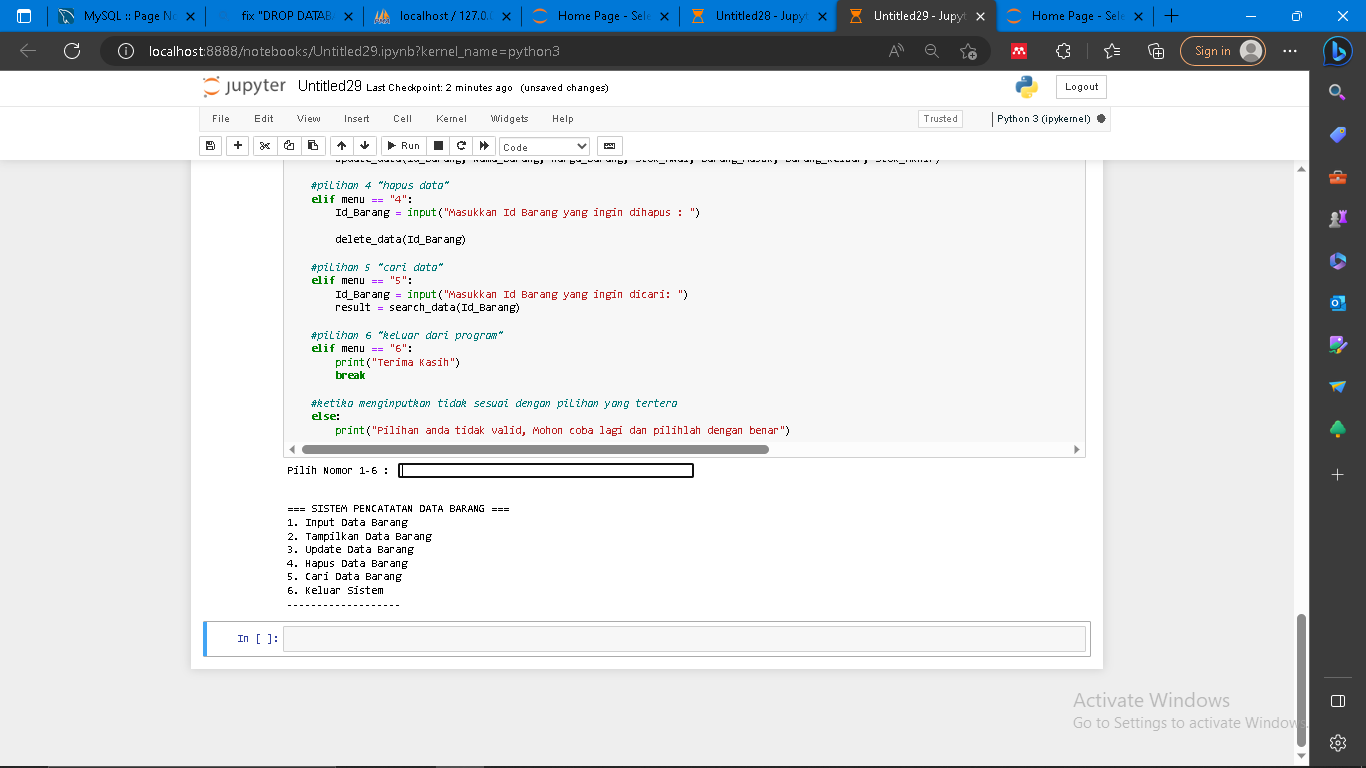 MySQL :: Page N
fix "DROP DATAB
localhost / 127.0.
Home Page - Sele
Untitled28 - Jupyt
Untitled29 - Jupyt
Home Page - Sele
localhost:8888/notebooks/Untitled29.ipynb?kernel_name=python3
Sign in
jupyter Untitled29 Last Checkpoint: 2 minutes ago (unsaved changes)
Logout
File Edit View Insert Cell Kernel Widgets Help
Trusted
Python 3 (ipykernel)
Run
Code
#pilihan 4 "hapus data"
elif menu == "4":
Id_Barang = input("Masukkan Id Barang yang ingin dihapus : ")
delete_data(Id_Barang)
#pilihan 5 "cari data"
elif menu == "5":
Id_Barang = input("Masukkan Id Barang yang ingin dicari: ")
result = search_data(Id_Barang)
#pilihan 6 "keluar dari program"
elif menu == "6":
print("Terima Kasih")
break
#ketika menginputkan tidak sesuai dengan pilihan yang tertera
else:
print("Pilihan anda tidak valid, Mohon coba lagi dan pilihlah dengan benar")
Pilih Nomor 1-6 :
=== SISTEM PENCATATAN DATA BARANG ===
1. Input Data Barang
2. Tampilkan Data Barang
3. Update Data Barang
4. Hapus Data Barang
5. Cari Data Barang
6. Keluar Sistem
-------------------
In [ ]:
Activate Windows
Go to Settings to activate Windows.